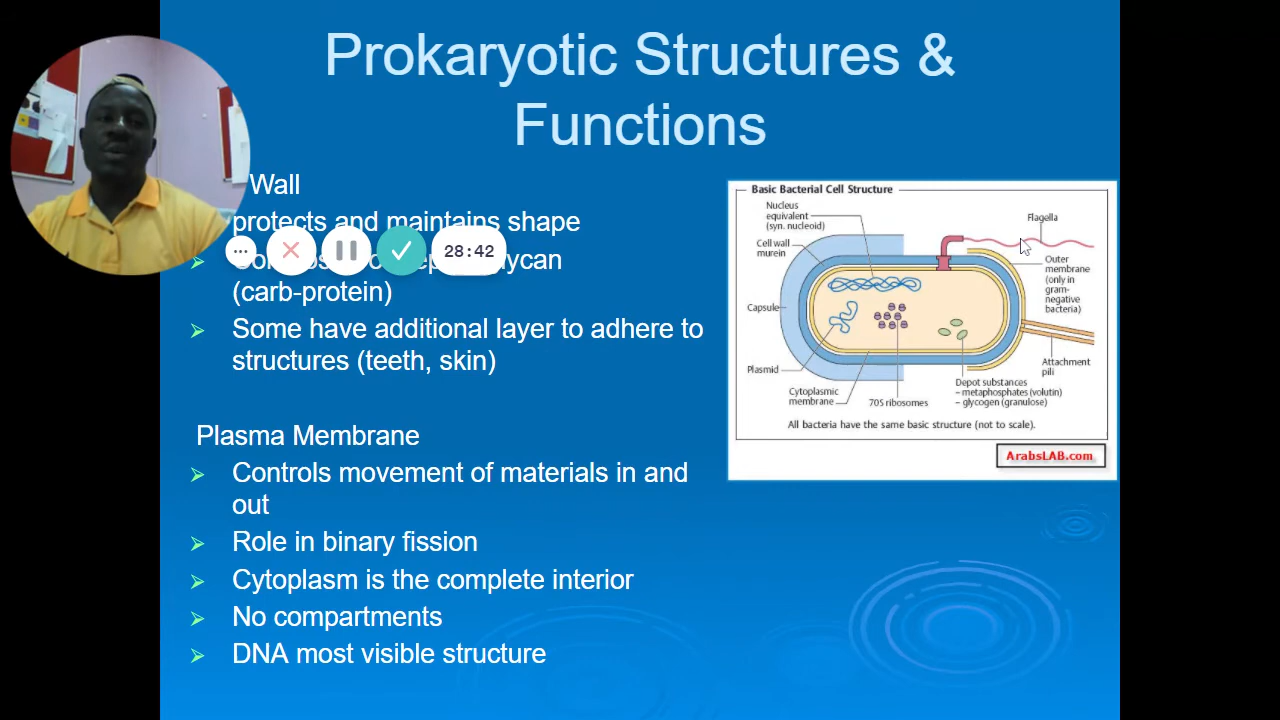 Prokaryotic Structures &
Functions
Wall
protects and maintains shape
(carb-protein)
Some have additional layer to adhere to
structures (teeth, skin)
Plasma Membrane
Controls movement of materials in and
out
Role in binary fission
Cytoplasm is the complete interior
No compartments
DNA most visible structure
28:42
Basic Bacterial Cell Structure
Nucleus
equivalent
(syn. nucleoid)
Cell wall
murein
Capsule
Plasmid
Cytoplasmic
membrane
70S ribosomes
Depot substances
– metaphosphates (volutin)
– glycogen (granulose)
Flagella
Outer
membrane
(only in
gram-
negative
bacteria)
Attachment
pili
All bacteria have the same basic structure (not to scale).
ArabsLAB.com